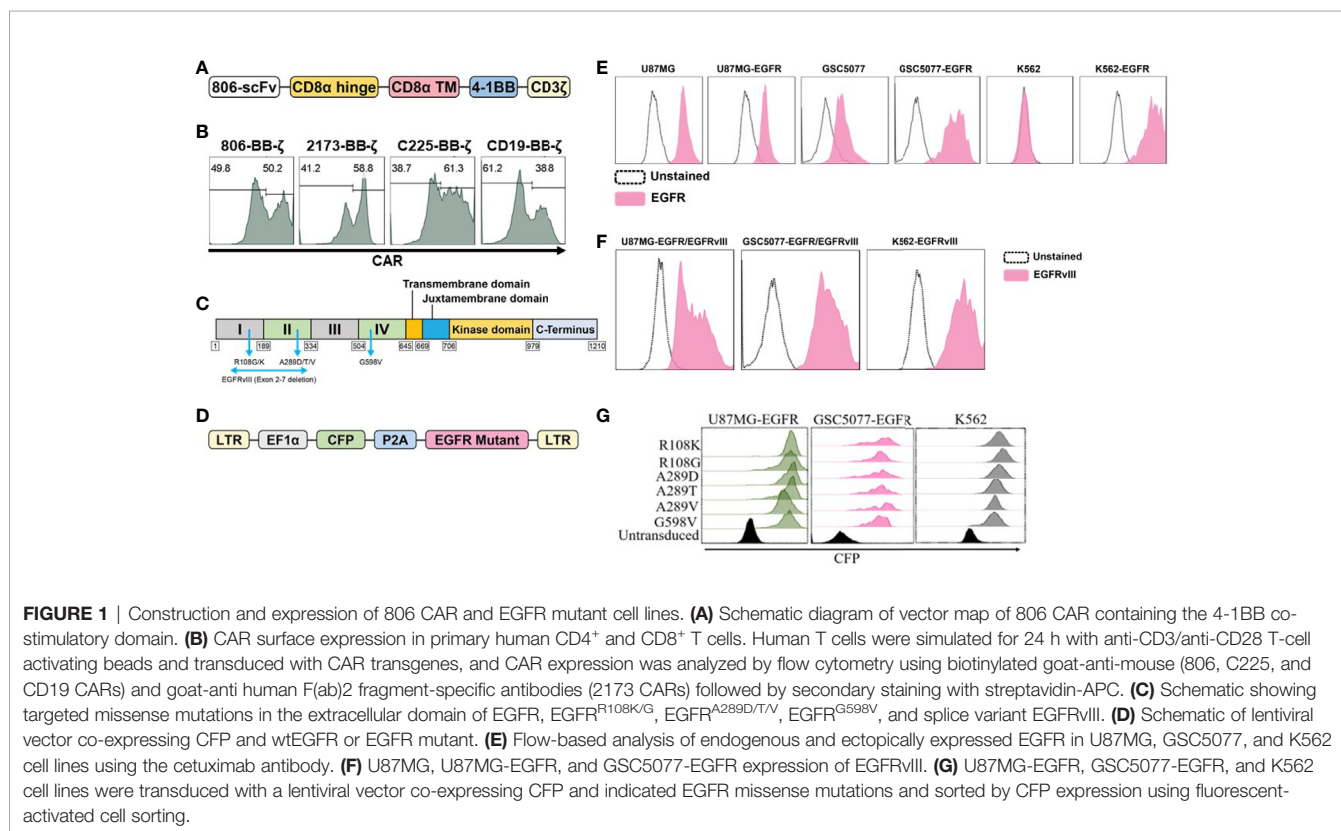 A
806-scFv CD8α hinge CD8α TM 4-1BB CD3ζ
B
806-BB-ζ 2173-BB-ζ C225-BB-ζ CD19-BB-ζ
49.8 50.2 41.2 58.8 38.7 61.3 61.2 38.8
CAR
C
Transmembrane domain
Juxtamembrane domain
I II III IV Kinase domain C-Terminus
1 189 334 504 645 669 706 979 1210
R108G/K A289D/T/V G598V
EGFRvIII (Exon 2-7 deletion)
D
LTR EF1α CFP P2A EGFR Mutant LTR
E
U87MG U87MG-EGFR GSC5077 GSC5077-EGFR K562 K562-EGFR
Unstained
EGFR
F
U87MG-EGFR/EGFRvIII GSC5077-EGFR/EGFRvIII K562-EGFRvIII
Unstained
EGFRvIII
G
U87MG-EGFR GSC5077-EGFR K562
R108K
R108G
A289D
A289T
A289V
G598V
Untransduced
CFP
FIGURE 1 | Construction and expression of 806 CAR and EGFR mutant cell lines. (A) Schematic diagram of vector map of 806 CAR containing the 4-1BB co-
stimulatory domain. (B) CAR surface expression in primary human CD4+ and CD8+ T cells. Human T cells were simulated for 24 h with anti-CD3/anti-CD28 T-cell
activating beads and transduced with CAR transgenes, and CAR expression was analyzed by flow cytometry using biotinylated goat-anti-mouse (806, C225, and
CD19 CARs) and goat-anti human F(ab)2 fragment-specific antibodies (2173 CARs) followed by secondary staining with streptavidin-APC. (C) Schematic showing
targeted missense mutations in the extracellular domain of EGFR, EGFRR108K/G, EGFRA289D/T/V, EGFRG598V, and splice variant EGFRvIII. (D) Schematic of lentiviral
vector co-expressing CFP and wtEGFR or EGFR mutant. (E) Flow-based analysis of endogenous and ectopically expressed EGFR in U87MG, GSC5077, and K562
cell lines using the cetuximab antibody. (F) U87MG, U87MG-EGFR, and GSC5077-EGFR expression of EGFRvIII. (G) U87MG-EGFR, GSC5077-EGFR, and K562
cell lines were transduced with a lentiviral vector co-expressing CFP and indicated EGFR missense mutations and sorted by CFP expression using fluorescent-
activated cell sorting.